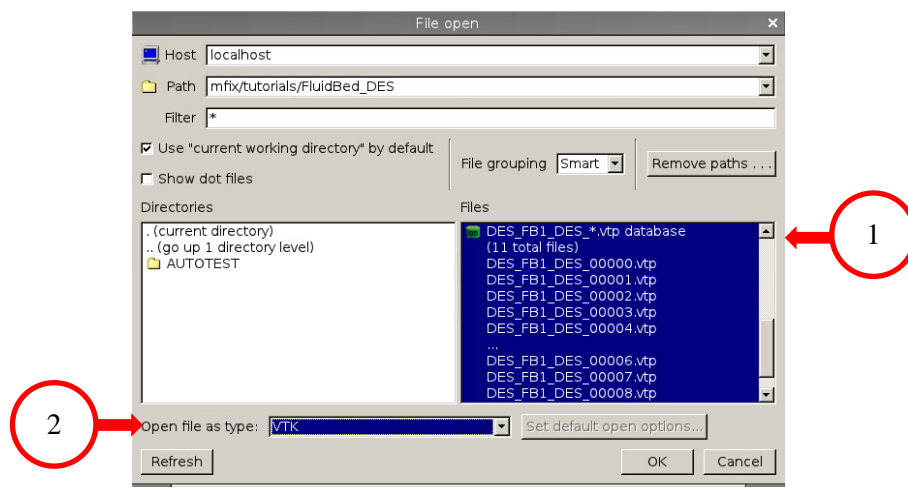 File open
×
Host localhost
Path mfix/tutorials/FluidBed_DES
Filter *
Use "current working directory" by default
Show dot files
File grouping Smart
Remove paths . . .
Directories
. (current directory)
.. (go up 1 directory level)
AUTOTEST
Files
DES_FB1_DES_*.vtp database
(11 total files)
DES_FB1_DES_00000.vtp
DES_FB1_DES_00001.vtp
DES_FB1_DES_00002.vtp
DES_FB1_DES_00003.vtp
DES_FB1_DES_00004.vtp
...
DES_FB1_DES_00006.vtp
DES_FB1_DES_00007.vtp
DES_FB1_DES_00008.vtp
1
2
Open file as type: VTK
Set default open options...
Refresh
OK
Cancel